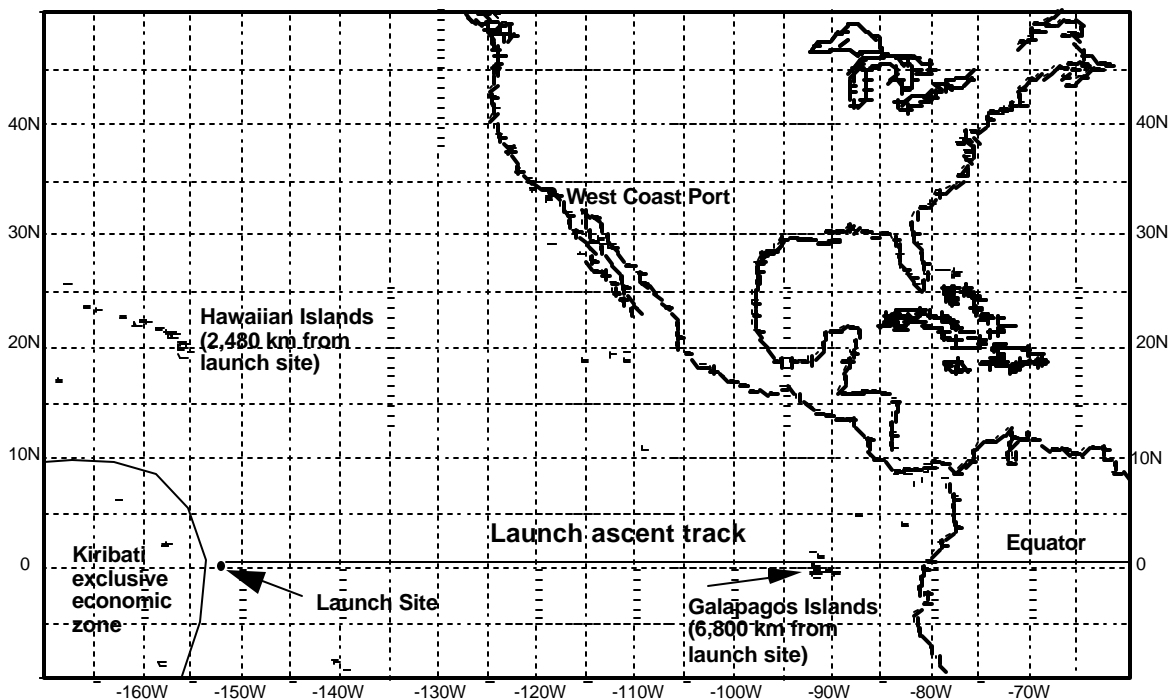 40N
40N
West Coast Port
30N
30N
Hawaiian Islands
(2,480 km from
launch site)
20N
20N
10N
10N
Launch ascent track
Equator
Kiribati
exclusive
economic
zone
0
0
Launch Site
Galapagos Islands
(6,800 km from
launch site)
-160W
-150W
-140W
-130W
-120W
-110W
-100W
-90W
-80W
-70W